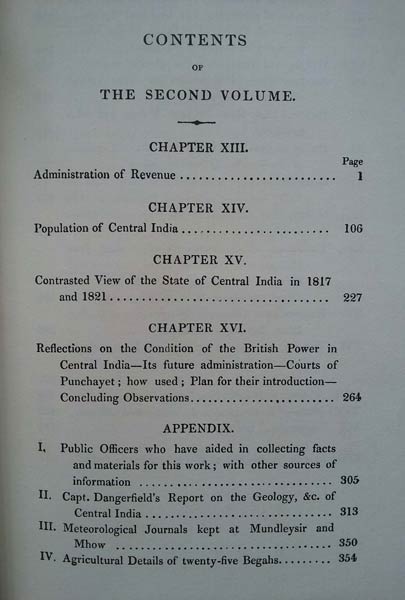 CONTENTS
OF
THE SECOND VOLUME.
CHAPTER XIII.
Page
Administration of Revenue ........................ 1
CHAPTER XIV.
Population of Central India ...................... 106
CHAPTER XV.
Contrasted View of the State of Central India in 1817
and 1821 ................................. 227
CHAPTER XVI.
Reflections on the Condition of the British Power in
Central India—Its future administration—Courts of
Punchayet; how used; Plan for their introduction—
Concluding Observations ..................... 264
APPENDIX.
I. Public Officers who have aided in collecting facts
and materials for this work; with other sources of
information ................................ 305
II. Capt. Dangerfield's Report on the Geology, &c. of
Central India ............................. 313
III. Meteorological Journals kept at Mundleysir and
Mhow ................................... 350
IV. Agricultural Details of twenty-five Begahs......... 354